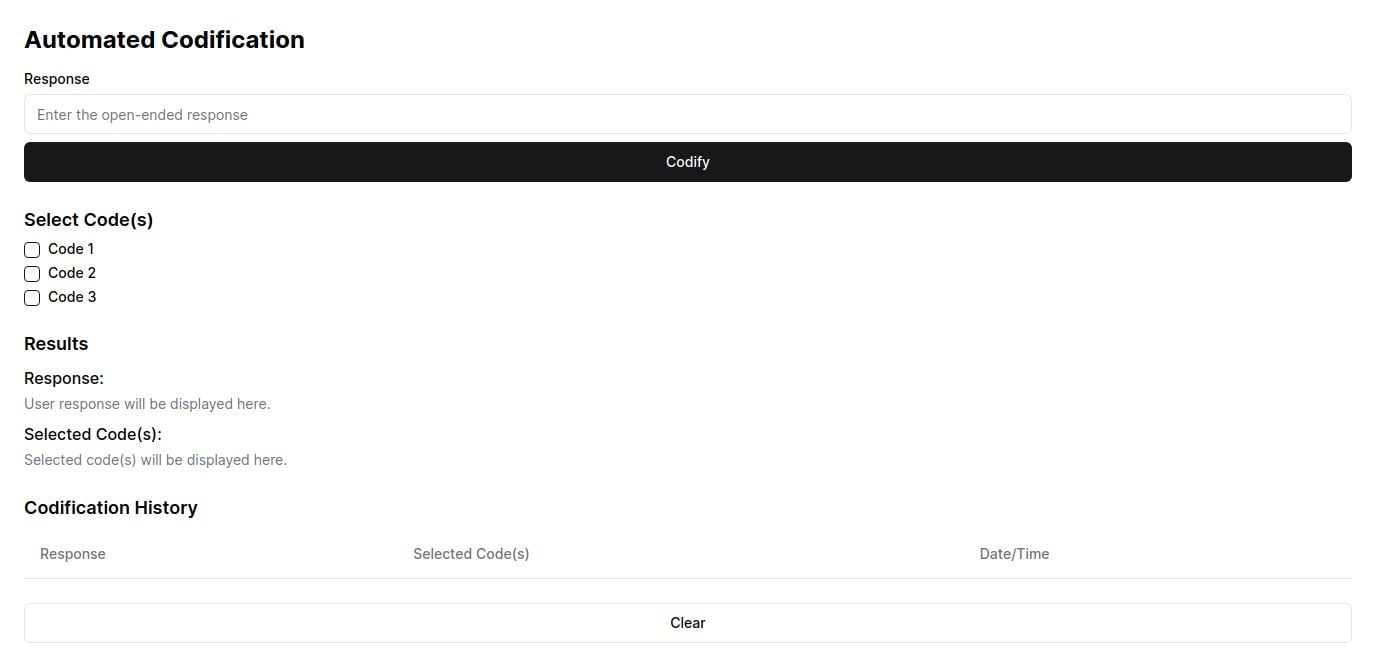 Automated Codification
Response
Enter the open-ended response
Codify
Select Code(s)
Code 1
Code 2
Code 3
Results
Response:
User response will be displayed here.
Selected Code(s):
Selected code(s) will be displayed here.
Codification History
Response Selected Code(s) Date/Time
Clear